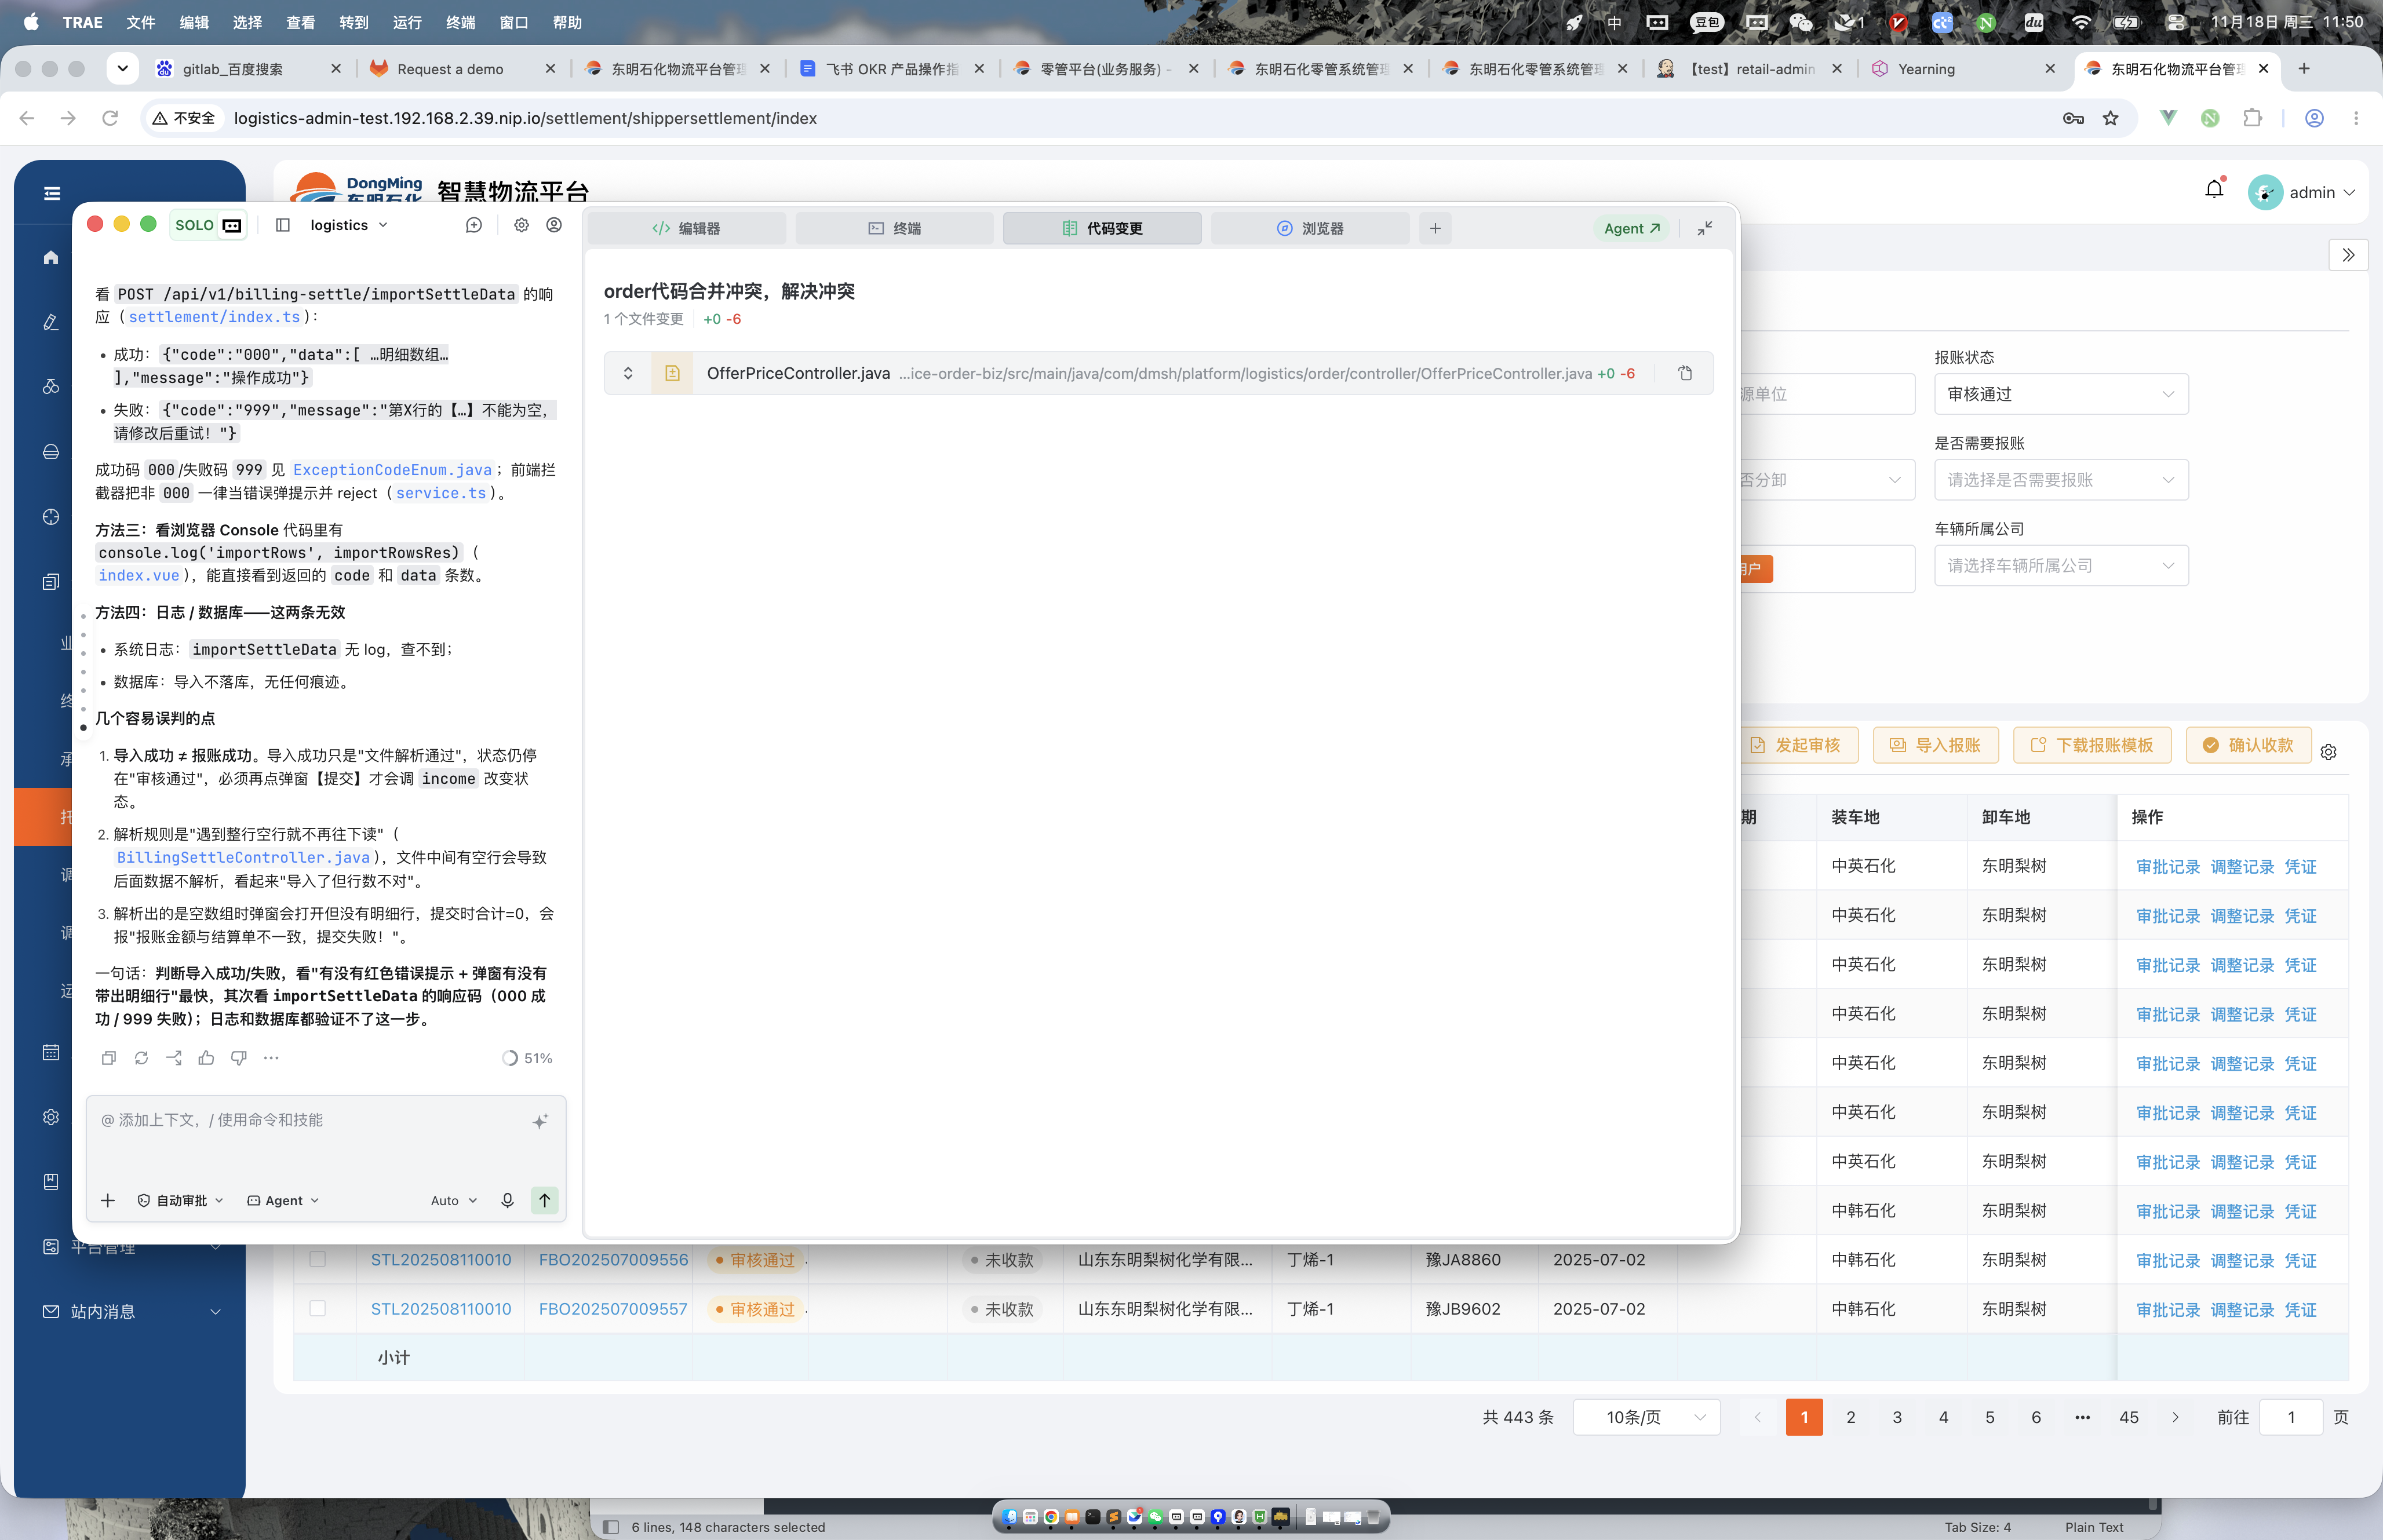 TRAE 文件 编辑 选择 查看 转到 运行 终端 窗口 帮助
中 豆包 1 du 11月18日 周三 11:50
gitlab_百度搜索
Request a demo
东明石化物流平台管理
飞书 OKR 产品操作指
零管平台(业务服务) -
东明石化零管系统管理
东明石化零管系统管理
【test】retail-admin
Yearning
东明石化物流平台管理
不安全 logistics-admin-test.192.168.2.39.nip.io/settlement/shippersettlement/index
DongMing
东明石化
智慧物流平台
admin
SOLO
logistics
编辑器
终端
代码变更
浏览器
Agent
看 POST /api/v1/billing-settle/importSettleData 的响
应（settlement/index.ts）：
• 成功：{"code":"000","data":[ …明细数组…
],"message":"操作成功"}
• 失败：{"code":"999","message":"第X行的【…】不能为空，
请修改后重试！"}
成功码 000/失败码 999 见 ExceptionCodeEnum.java；前端拦
截器把非 000 一律当错误弹提示并 reject（service.ts）。
方法三：看浏览器 Console 代码里有
console.log('importRows', importRowsRes)（
index.vue），能直接看到返回的 code 和 data 条数。
方法四：日志 / 数据库——这两条无效
• 系统日志：importSettleData 无 log，查不到；
• 数据库：导入不落库，无任何痕迹。
几个容易误判的点
1. 导入成功 ≠ 报账成功。导入成功只是"文件解析通过"，状态仍停
在"审核通过"，必须再点弹窗【提交】才会调 income 改变状
态。
2. 解析规则是"遇到整行空行就不再往下读"（
BillingSettleController.java），文件中间有空行会导致
后面数据不解析，看起来"导入了但行数不对"。
3. 解析出的是空数组时弹窗会打开但没有明细行，提交时合计=0，会
报"报账金额与结算单不一致，提交失败！"。
一句话：判断导入成功/失败，看"有没有红色错误提示 + 弹窗有没有
带出明细行"最快，其次看 importSettleData 的响应码（000 成
功 / 999 失败）；日志和数据库都验证不了这一步。
51%
@ 添加上下文，/ 使用命令和技能
自动审批 Agent Auto
order代码合并冲突，解决冲突
1 个文件变更 +0 -6
OfferPriceController.java ...ice-order-biz/src/main/java/com/dmsh/platform/logistics/order/controller/OfferPriceController.java +0 -6
业
终
承
托
调
调
运
平台管理
站内消息
报账状态
源单位 审核通过
是否需要报账
否分卸 请选择是否需要报账
车辆所属公司
用户 请选择车辆所属公司
发起审核 导入报账 下载报账模板 确认收款
期 装车地 卸车地 操作
中英石化 东明梨树 审批记录 调整记录 凭证
中英石化 东明梨树 审批记录 调整记录 凭证
中英石化 东明梨树 审批记录 调整记录 凭证
中英石化 东明梨树 审批记录 调整记录 凭证
中英石化 东明梨树 审批记录 调整记录 凭证
中英石化 东明梨树 审批记录 调整记录 凭证
中英石化 东明梨树 审批记录 调整记录 凭证
中韩石化 东明梨树 审批记录 调整记录 凭证
STL202508110010 FBO202507009556 审核通过 未收款 山东东明梨树化学有限... 丁烯-1 豫JA8860 2025-07-02 中韩石化 东明梨树 审批记录 调整记录 凭证
STL202508110010 FBO202507009557 审核通过 未收款 山东东明梨树化学有限... 丁烯-1 豫JB9602 2025-07-02 中韩石化 东明梨树 审批记录 调整记录 凭证
小计
共 443 条 10条/页 1 2 3 4 5 6 ••• 45 前往 1 页
6 lines, 148 characters selected
Tab Size: 4 Plain Text